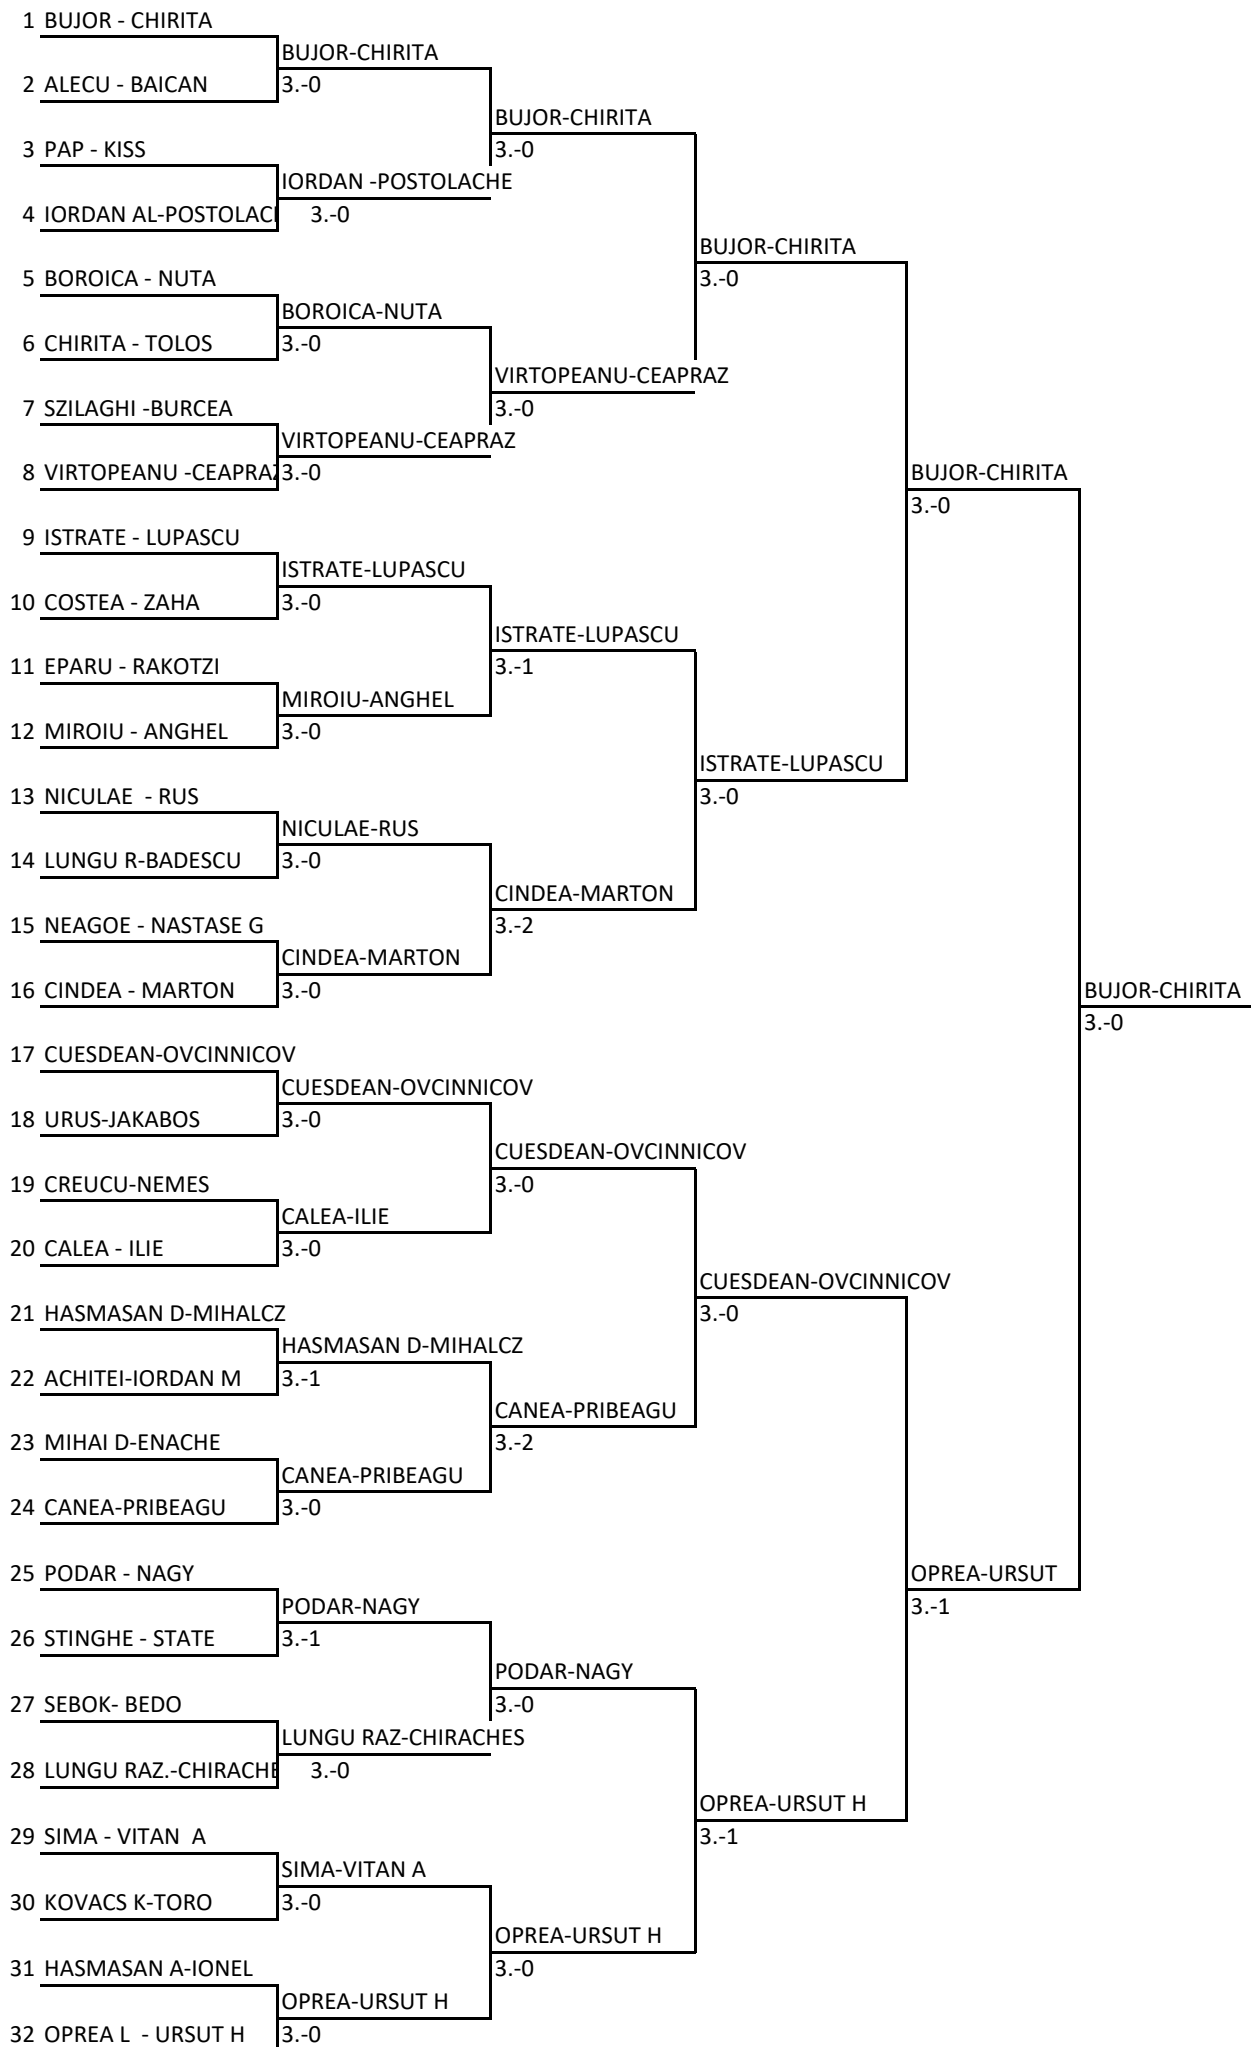 1 BUJOR - CHIRITA
BUJOR-CHIRITA
2 ALECU - BAICAN
3.-0
BUJOR-CHIRITA
3 PAP - KISS
3.-0
IORDAN -POSTOLACHE
4 IORDAN AL-POSTOLAC
3.-0
BUJOR-CHIRITA
5 BOROICA - NUTA
3.-0
BOROICA-NUTA
6 CHIRITA - TOLOS
3.-0
VIRTOPEANU-CEAPRAZ
7 SZILAGHI -BURCEA
3.-0
VIRTOPEANU-CEAPRAZ
8 VIRTOPEANU -CEAPRAZ
3.-0
BUJOR-CHIRITA
3.-0
9 ISTRATE - LUPASCU
ISTRATE-LUPASCU
10 COSTEA - ZAHA
3.-0
ISTRATE-LUPASCU
11 EPARU - RAKOTZI
3.-1
MIROIU-ANGHEL
12 MIROIU - ANGHEL
3.-0
ISTRATE-LUPASCU
13 NICULAE  - RUS
3.-0
NICULAE-RUS
14 LUNGU R-BADESCU
3.-0
CINDEA-MARTON
15 NEAGOE - NASTASE G
3.-2
CINDEA-MARTON
16 CINDEA - MARTON
3.-0
BUJOR-CHIRITA
3.-0
17 CUESDEAN-OVCINNICOV
CUESDEAN-OVCINNICOV
18 URUS-JAKABOS
3.-0
CUESDEAN-OVCINNICOV
19 CREUCU-NEMES
3.-0
CALEA-ILIE
20 CALEA - ILIE
3.-0
CUESDEAN-OVCINNICOV
21 HASMASAN D-MIHALCZ
3.-0
HASMASAN D-MIHALCZ
22 ACHITEI-IORDAN M
3.-1
CANEA-PRIBEAGU
23 MIHAI D-ENACHE
3.-2
CANEA-PRIBEAGU
24 CANEA-PRIBEAGU
3.-0
25 PODAR - NAGY
OPREA-URSUT
PODAR-NAGY
3.-1
26 STINGHE - STATE
3.-1
PODAR-NAGY
27 SEBOK- BEDO
3.-0
LUNGU RAZ-CHIRACHES
28 LUNGU RAZ.-CHIRACHE
3.-0
OPREA-URSUT H
29 SIMA - VITAN  A
3.-1
SIMA-VITAN A
30 KOVACS K-TORO
3.-0
OPREA-URSUT H
31 HASMASAN A-IONEL
3.-0
OPREA-URSUT H
32 OPREA L  - URSUT H
3.-0